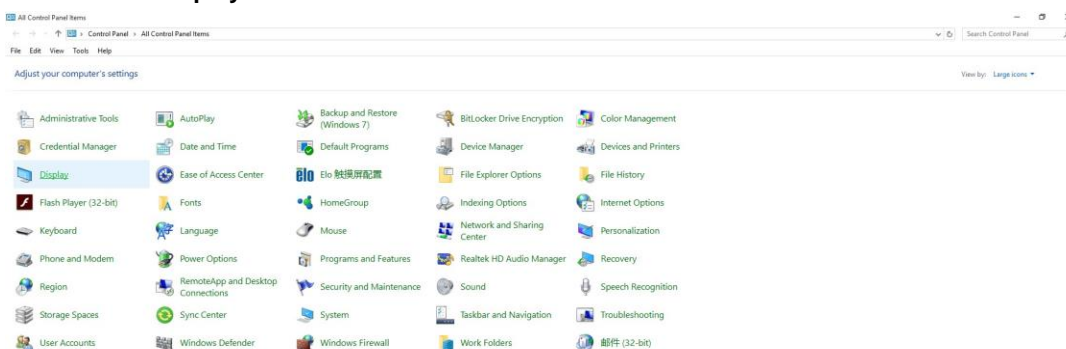 All Control Panel Items
Control Panel › All Control Panel Items
Search Control Panel
File Edit View Tools Help
Adjust your computer's settings
View by: Large icons
Administrative Tools
AutoPlay
Backup and Restore
(Windows 7)
BitLocker Drive Encryption
Color Management
Credential Manager
Date and Time
Default Programs
Device Manager
Devices and Printers
Display
Ease of Access Center
elo
Elo 触摸屏配置
File Explorer Options
File History
Flash Player (32-bit)
Fonts
HomeGroup
Indexing Options
Internet Options
Keyboard
Language
Mouse
Network and Sharing
Center
Personalization
Phone and Modem
Power Options
Programs and Features
Realtek HD Audio Manager
Recovery
Region
RemoteApp and Desktop
Connections
Security and Maintenance
Sound
Speech Recognition
Storage Spaces
Sync Center
System
Taskbar and Navigation
Troubleshooting
User Accounts
Windows Defender
Windows Firewall
Work Folders
邮件 (32-bit)